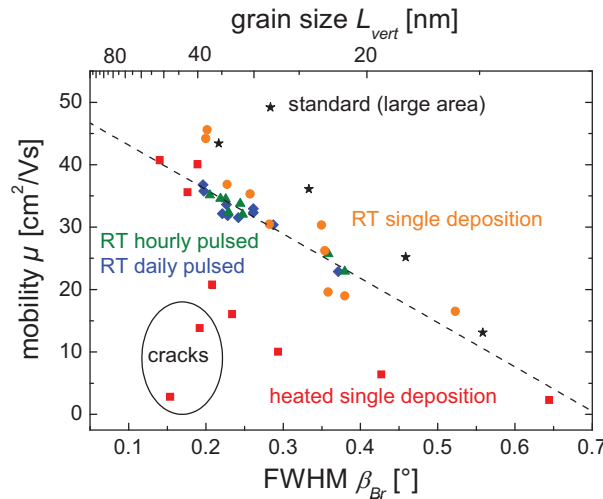 grain size L_vert [nm]
80 40 20
mobility μ [cm²/Vs]
50
40
30
20
10
0
standard (large area)
RT single deposition
RT hourly pulsed
RT daily pulsed
cracks
heated single deposition
0.1 0.2 0.3 0.4 0.5 0.6 0.7
FWHM β_Br [°]